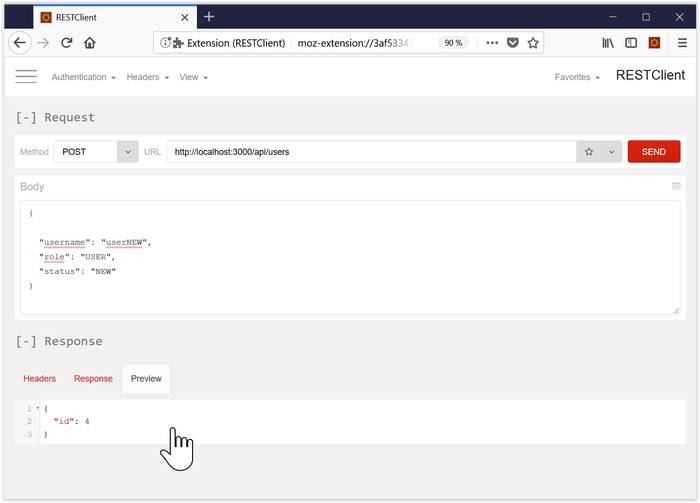 RESTClient
Extension (RESTClient) moz-extension://3af53343
90 %
Authentication Headers View Favorites RESTClient
[-] Request
Method POST URL http://localhost:3000/api/users SEND
Body
{
"username": "userNEW",
"role": "USER",
"status": "NEW"
}
[-] Response
Headers Response Preview
1 {
2 "id": 4
3 }